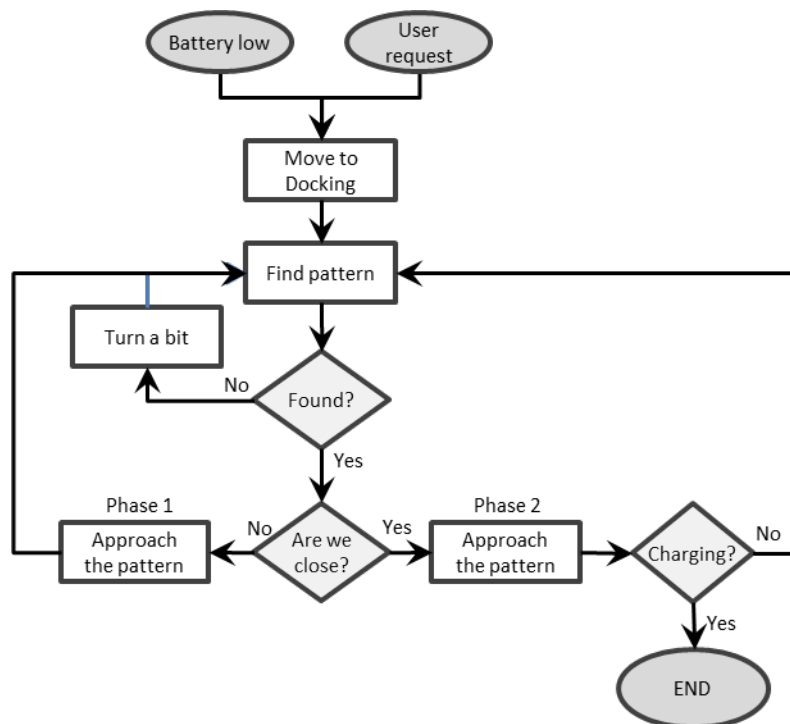 Battery low
User
request
Move to
Docking
Find pattern
Turn a bit
No
Found?
Yes
Phase 1
Approach
the pattern
No
Are we
close?
Yes
Phase 2
Approach
the pattern
Charging?
No
Yes
END